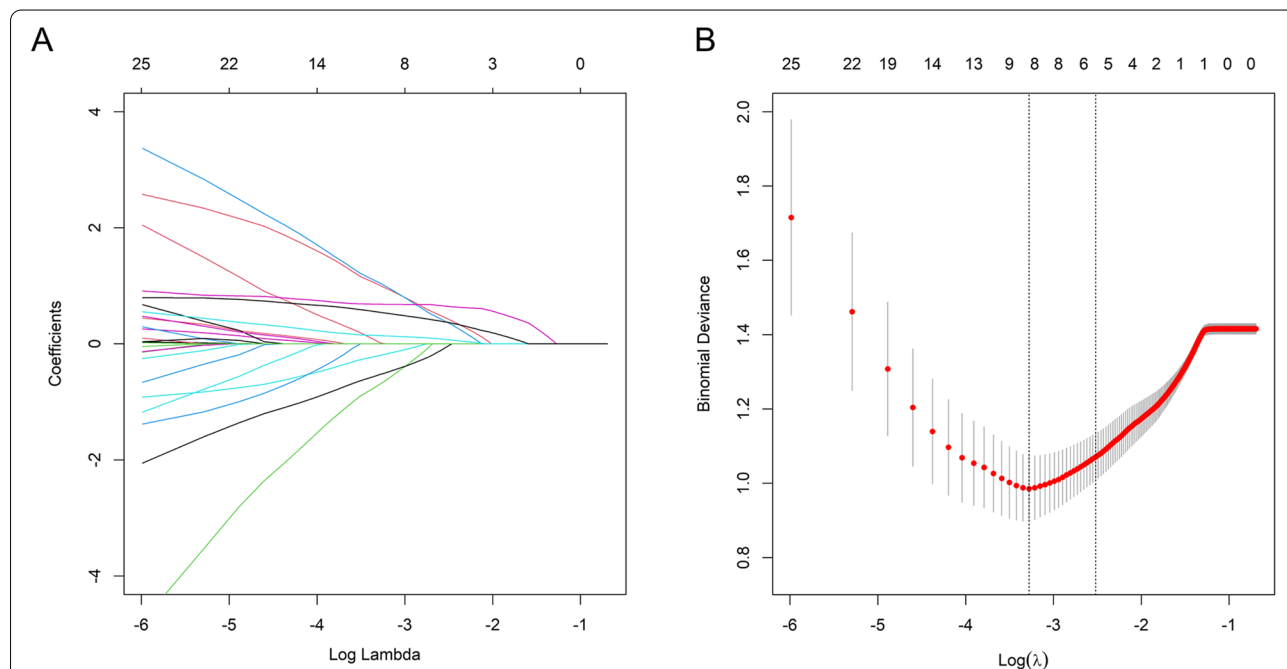 A
25 22 14 8 3 0
4
2
0
-2
-4
Coefficients
-6 -5 -4 -3 -2 -1
Log Lambda
B
25 22 19 14 13 9 8 8 6 5 4 2 1 1 0 0
2.0
1.8
1.6
1.4
1.2
1.0
0.8
Binomial Deviance
-6 -5 -4 -3 -2 -1
Log(λ)